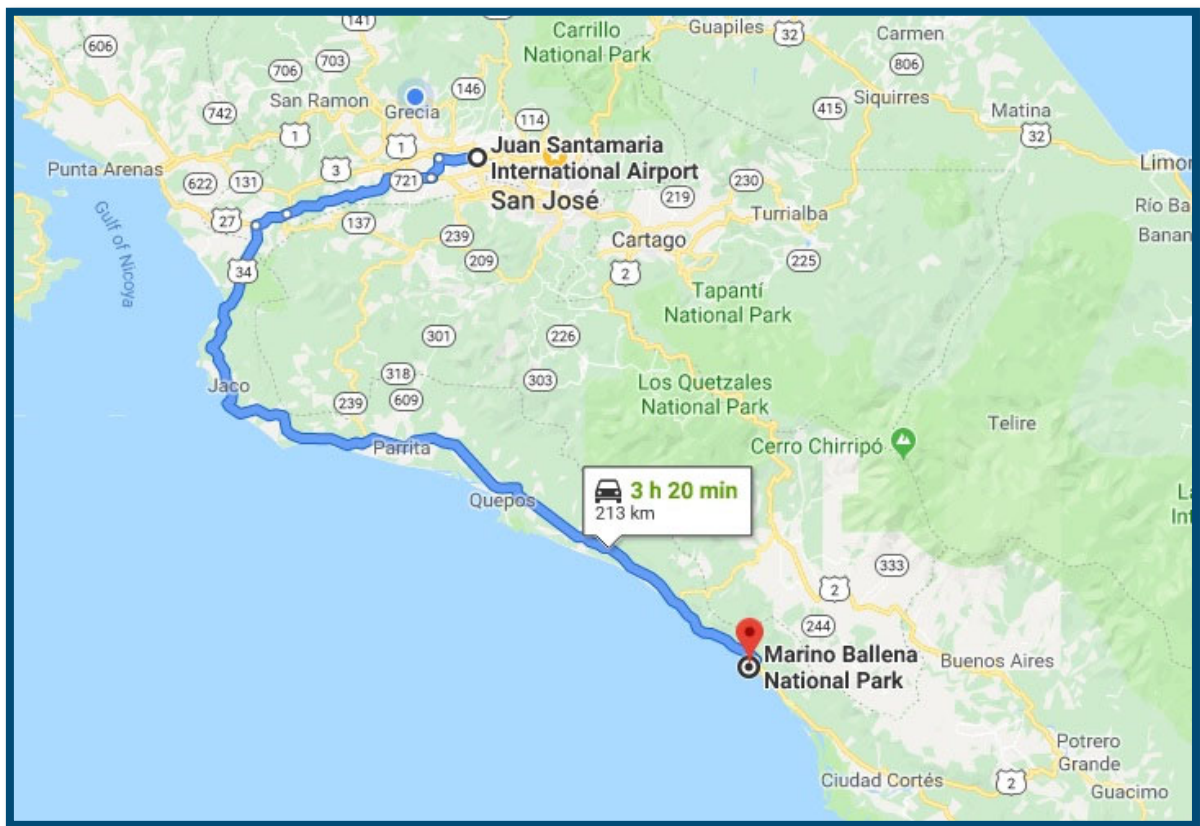 141
Carrillo
National Park
Guapiles
32
Carmen
606
703
706
806
146
San Ramon
Grecia
Siquirres
742
114
415
Matina
1
1
32
Juan Santamaria
International Airport
Limon
Punta Arenas
3
622
131
721
230
San José
219
Turrialba
Río Ba
27
137
Banan
239
Cartago
209
225
Gulf of Nicoya
34
2
Tapantí
National Park
301
226
318
303
Los Quetzales
National Park
Jaco
239
609
Telire
Parrita
Cerro Chirripó
3 h 20 min
213 km
Quepos
La
Int
333
2
244
Marino Ballena
National Park
Buenos Aires
Potrero
Grande
Ciudad Cortés
2
Guacimo